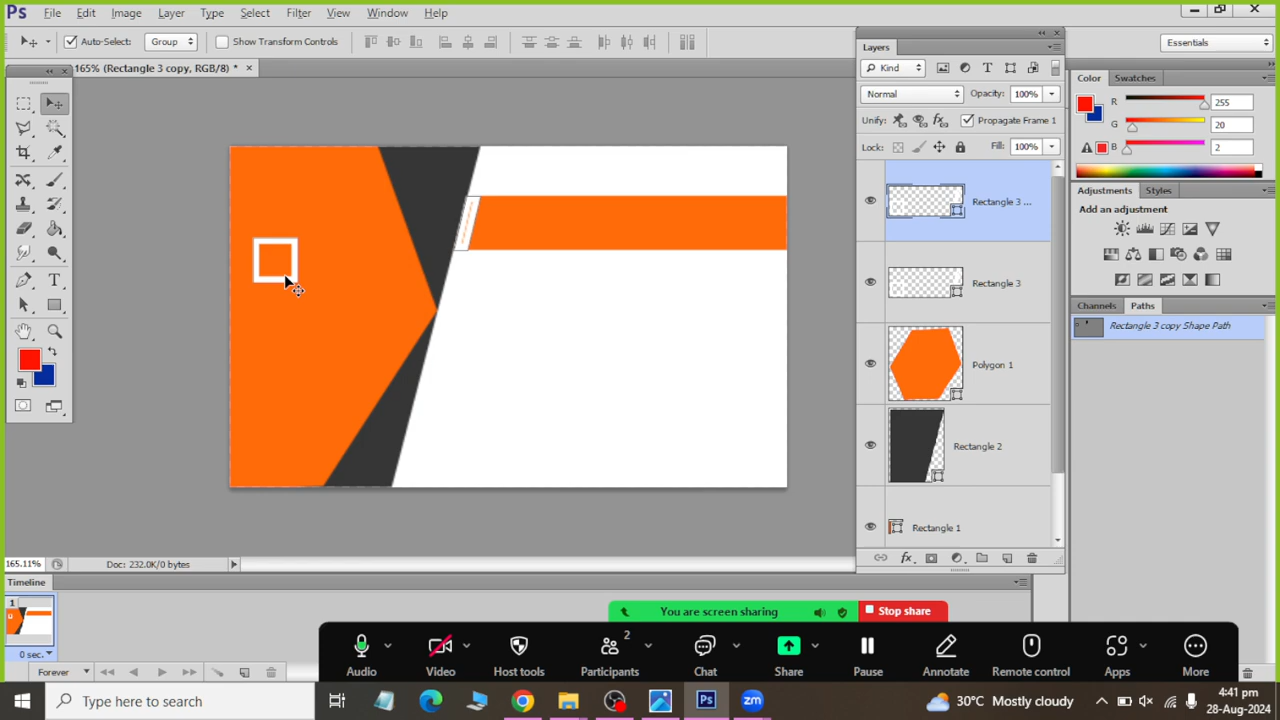 Ps File Edit Image Layer Type Select Filter View Window Help
Auto-Select: Group Show Transform Controls
Essentials
165% (Rectangle 3 copy, RGB/8) * ×
Layers
Kind
Normal Opacity: 100%
Unify: Propagate Frame 1
Lock: Fill: 100%
Rectangle 3 ...
Rectangle 3
Polygon 1
Rectangle 2
Rectangle 1
Color Swatches
R 255
G 20
B 2
Adjustments Styles
Add an adjustment
Channels Paths
Rectangle 3 copy Shape Path
165.11% Doc: 232.0K/0 bytes
Timeline
1
0 sec.
Forever
You are screen sharing Stop share
Audio Video Host tools Participants 2 Chat Share Pause Annotate Remote control Apps More
Type here to search
Ps zm
30°C Mostly cloudy
4:41 pm
28-Aug-2024